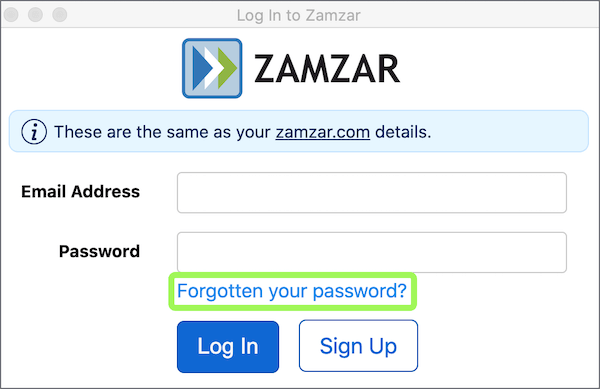 Log In to Zamzar
ZAMZAR
i These are the same as your zamzar.com details.
Email Address
Password
Forgotten your password?
Log In Sign Up